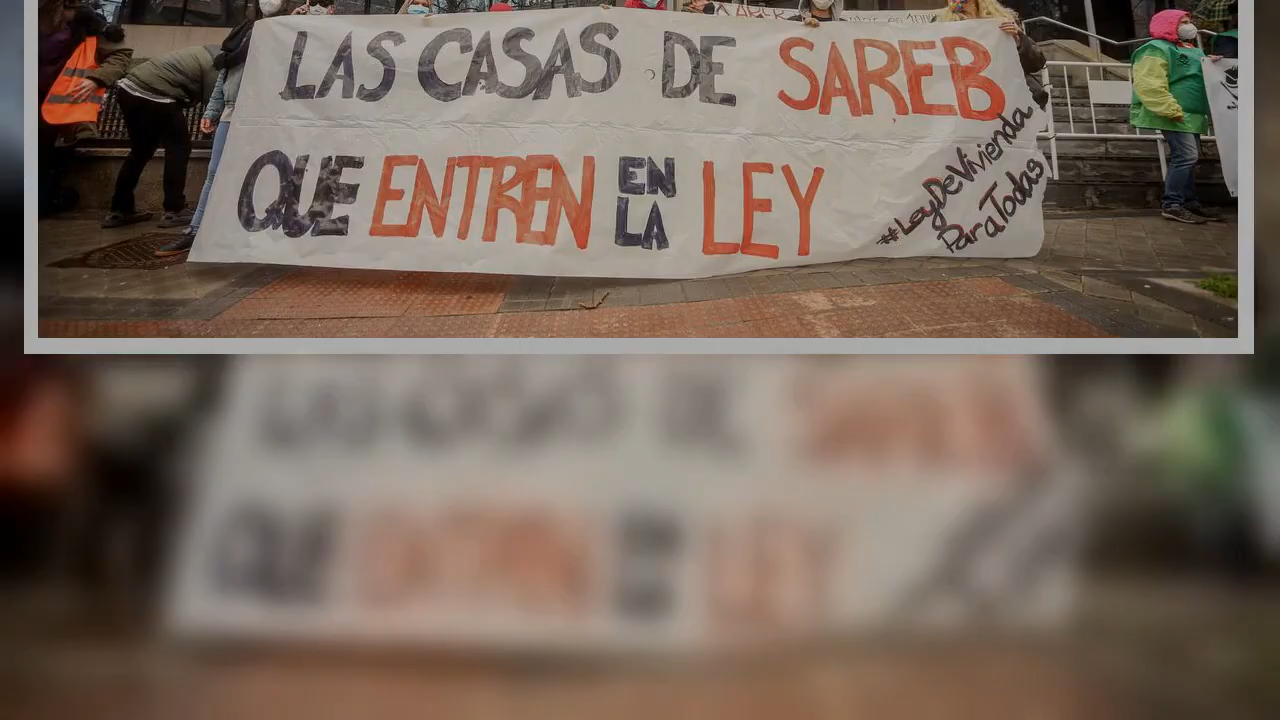 LAS CASAS DE SAREB
QUE ENTREN EN LA LEY
#LeyDeVivienda
ParaTodas!